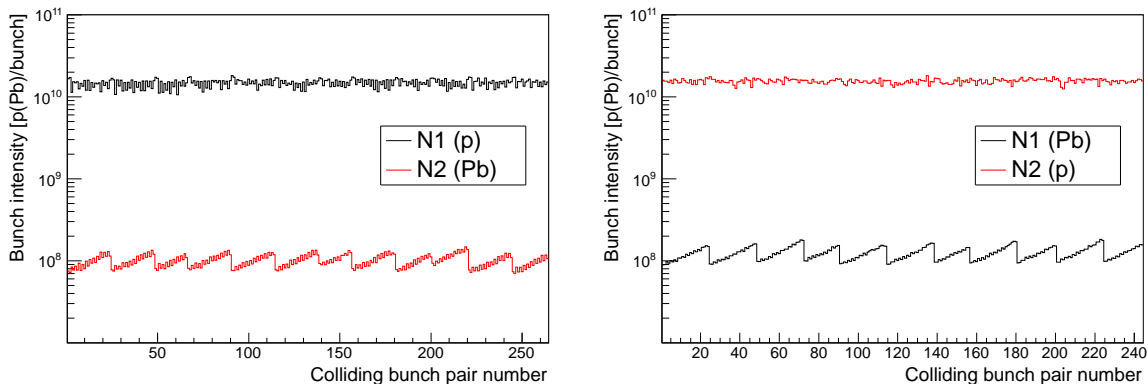 Bunch intensity [p(Pb)/bunch]
10^11
10^10
10^9
10^8
N1 (p)
N2 (Pb)
50 100 150 200 250
Colliding bunch pair number
Bunch intensity [p(Pb)/bunch]
10^11
10^10
10^9
10^8
N1 (Pb)
N2 (p)
20 40 60 80 100 120 140 160 180 200 220 240
Colliding bunch pair number